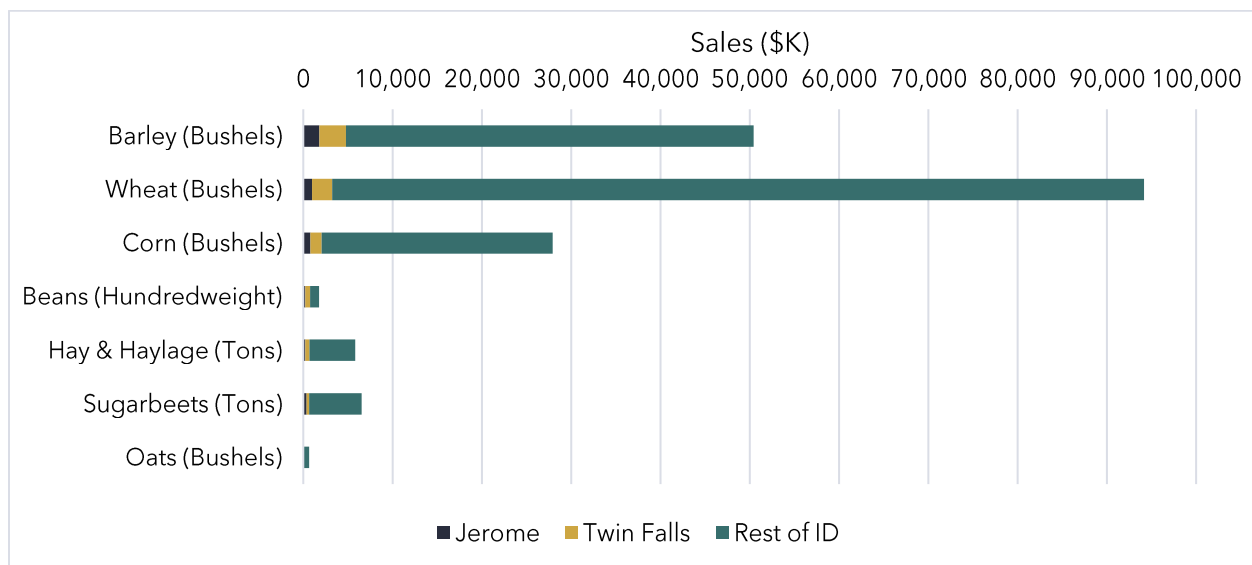 Sales ($K)
0 10,000 20,000 30,000 40,000 50,000 60,000 70,000 80,000 90,000 100,000
Barley (Bushels)
Wheat (Bushels)
Corn (Bushels)
Beans (Hundredweight)
Hay & Haylage (Tons)
Sugarbeets (Tons)
Oats (Bushels)
Jerome Twin Falls Rest of ID